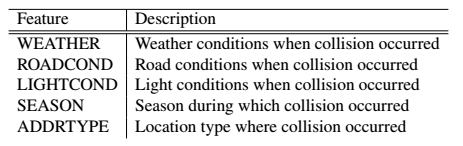 Feature Description
WEATHER Weather conditions when collision occurred
ROADCOND Road conditions when collision occurred
LIGHTCOND Light conditions when collision occurred
SEASON Season during which collision occurred
ADDRTYPE Location type where collision occurred